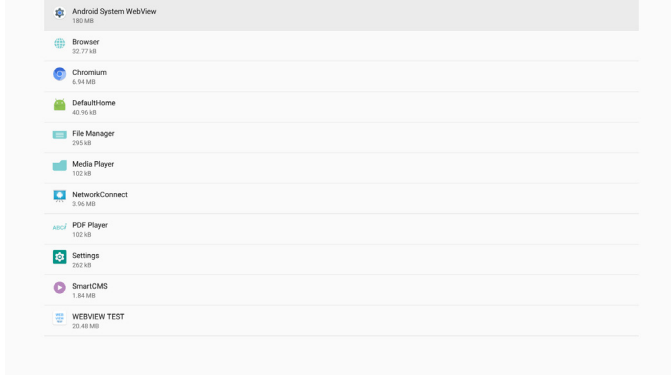 Android System WebView
180 MB
Browser
32.77 kB
Chromium
6.94 MB
DefaultHome
40.96 kB
File Manager
295 kB
Media Player
102 kB
NetworkConnect
3.96 MB
PDF Player
102 kB
Settings
262 kB
SmartCMS
1.84 MB
WEBVIEW TEST
20.48 MB